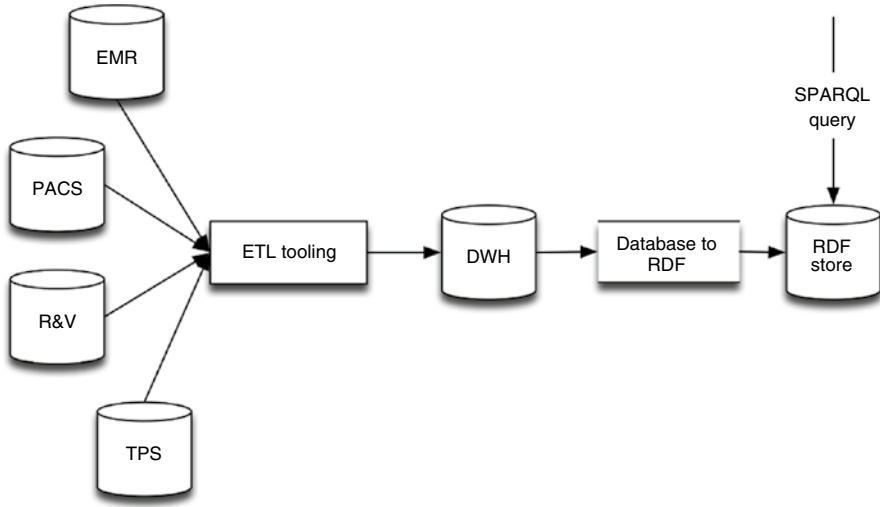 EMR
SPARQL
query
PACS
ETL tooling
DWH
Database to
RDF
RDF
store
R&V
TPS